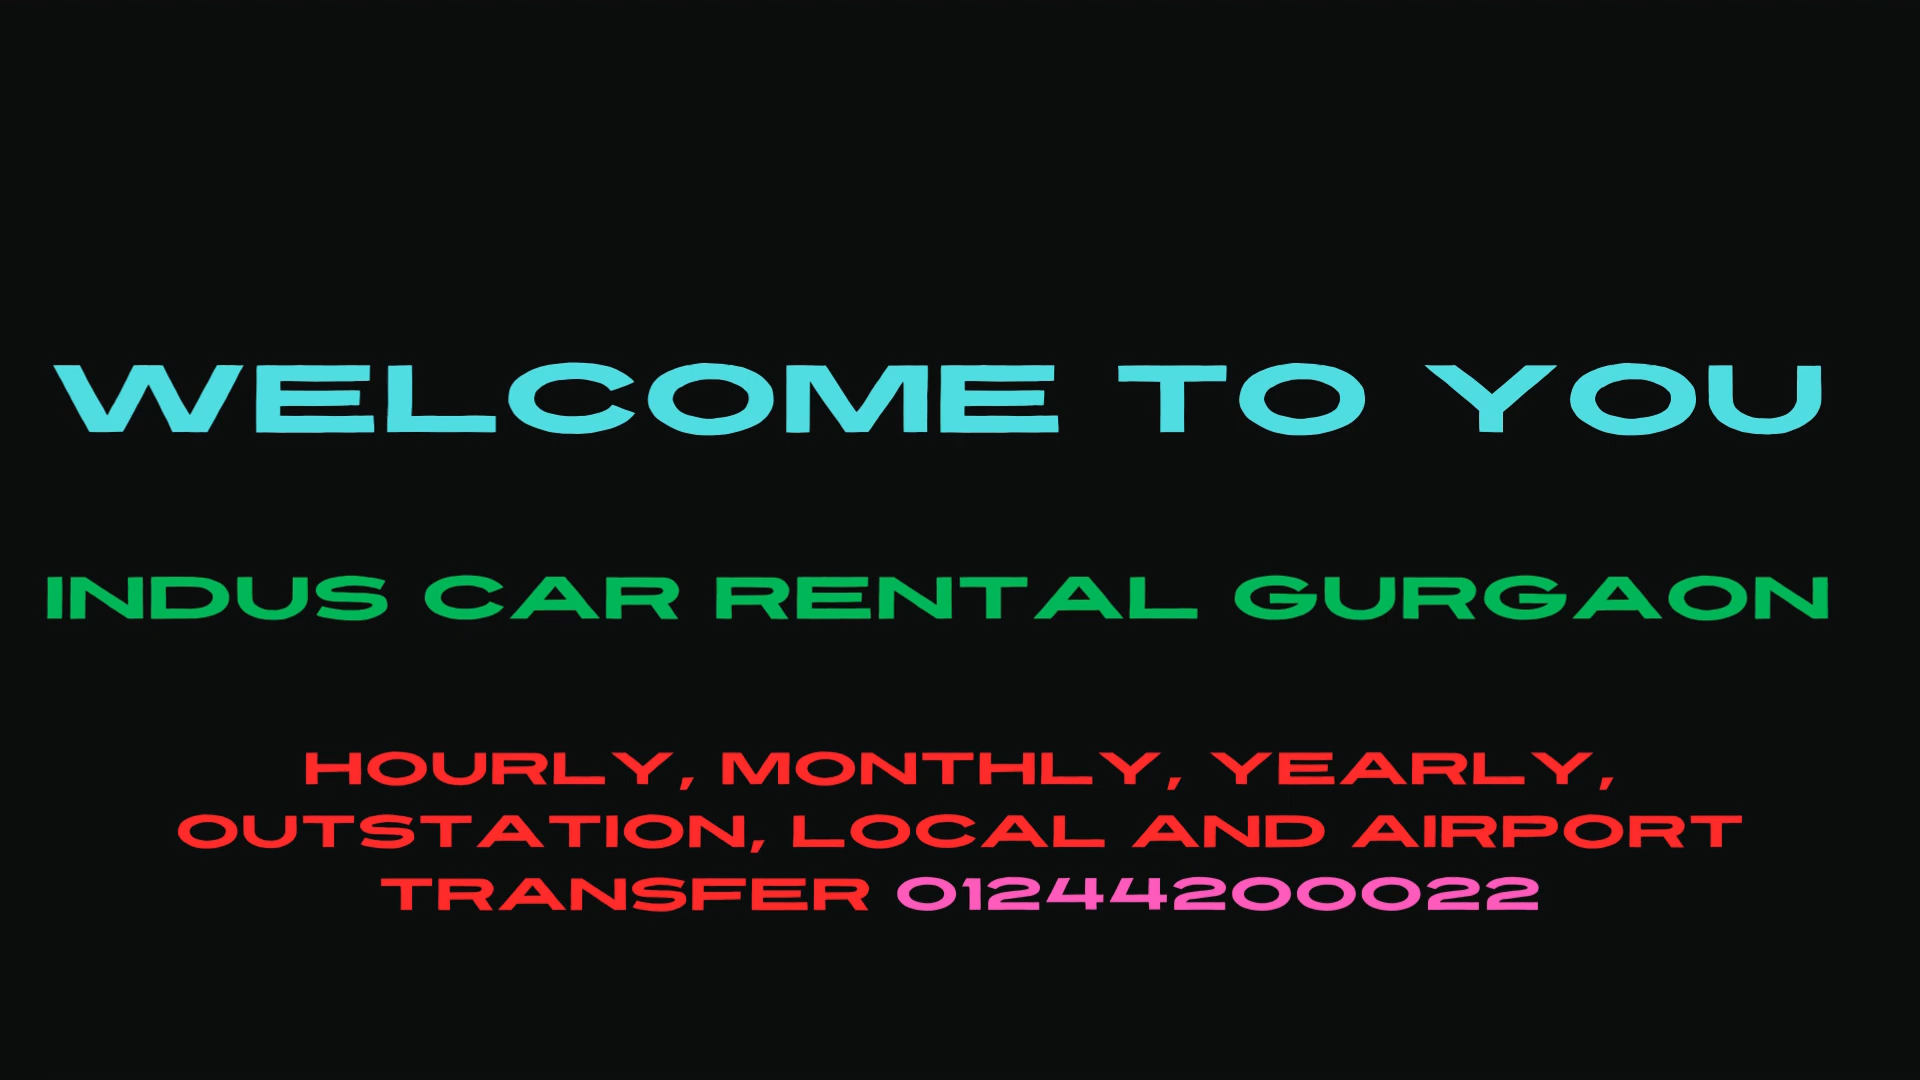 WELCOME TO YOU
INDUS CAR RENTAL GURGAON
HOURLY, MONTHLY, YEARLY,
OUTSTATION, LOCAL AND AIRPORT
TRANSFER 01244200022